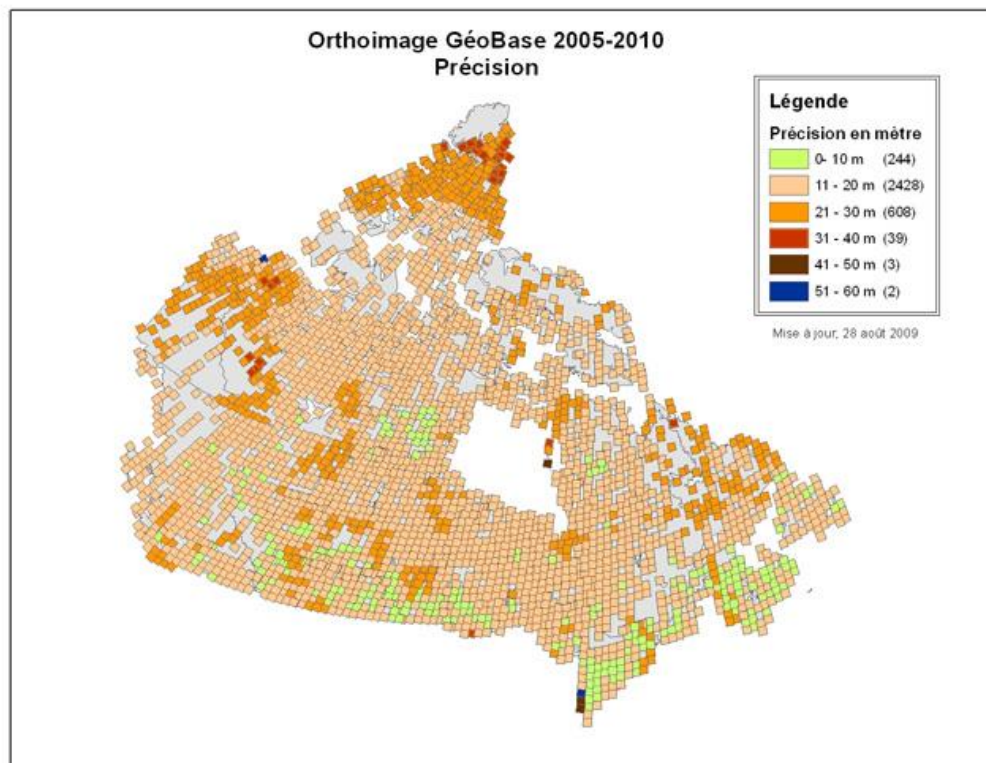 Orthoimage GéoBase 2005-2010
Précision
Légende
Précision en mètre
0- 10 m (244)
11 - 20 m (2428)
21 - 30 m (608)
31 - 40 m (39)
41 - 50 m (3)
51 - 60 m (2)
Mise à jour, 28 août 2009